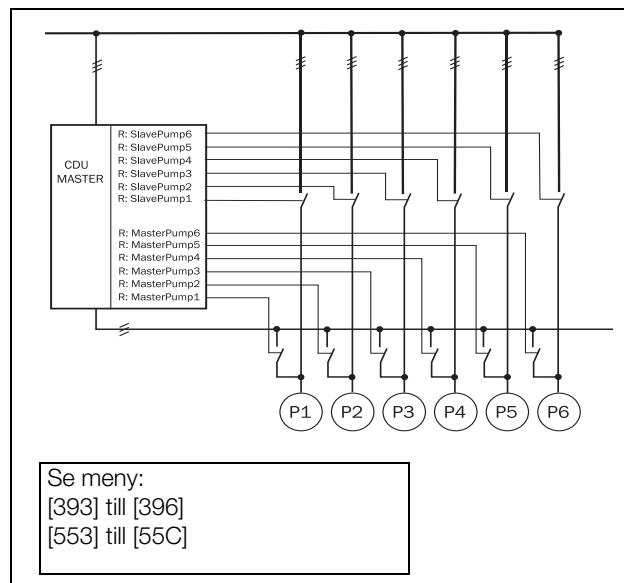 CDU
MASTER
R: SlavePump6
R: SlavePump5
R: SlavePump4
R: SlavePump3
R: SlavePump2
R: SlavePump1
R: MasterPump6
R: MasterPump5
R: MasterPump4
R: MasterPump3
R: MasterPump2
R: MasterPump1
P1 P2 P3 P4 P5 P6
Se meny:
[393] till [396]
[553] till [55C]